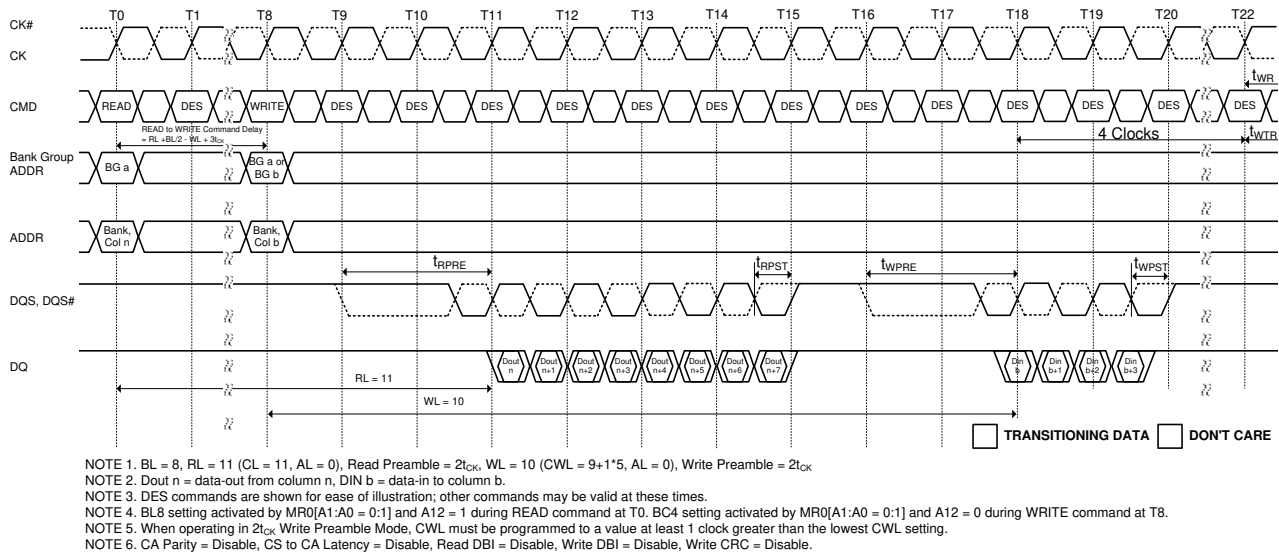 T0 T1 T8 T9 T10 T11 T12 T13 T14 T15 T16 T17 T18 T19 T20 T22
CK#
CK
tWR
CMD READ DES WRITE DES DES DES DES DES DES DES DES DES DES DES DES DES
READ to WRITE Command Delay
= RL +BL/2 - WL + 3tCK
4 Clocks
tWTR
Bank Group
ADDR
BG a
BG a or
BG b
ADDR
Bank,
Col n
Bank,
Col b
tRPRE tRPST tWPRE tWPST
DQS, DQS#
DQ
Dout
n
Dout
n+1
Dout
n+2
Dout
n+3
Dout
n+4
Dout
n+5
Dout
n+6
Dout
n+7
Din
b
Din
b+1
Din
b+2
Din
b+3
RL = 11
WL = 10
TRANSITIONING DATA DON'T CARE
NOTE 1. BL = 8, RL = 11 (CL = 11, AL = 0), Read Preamble = 2tCK, WL = 10 (CWL = 9+1*5, AL = 0), Write Preamble = 2tCK
NOTE 2. Dout n = data-out from column n, DIN b = data-in to column b.
NOTE 3. DES commands are shown for ease of illustration; other commands may be valid at these times.
NOTE 4. BL8 setting activated by MR0[A1:A0 = 0:1] and A12 = 1 during READ command at T0. BC4 setting activated by MR0[A1:A0 = 0:1] and A12 = 0 during WRITE command at T8.
NOTE 5. When operating in 2tCK Write Preamble Mode, CWL must be programmed to a value at least 1 clock greater than the lowest CWL setting.
NOTE 6. CA Parity = Disable, CS to CA Latency = Disable, Read DBI = Disable, Write DBI = Disable, Write CRC = Disable.